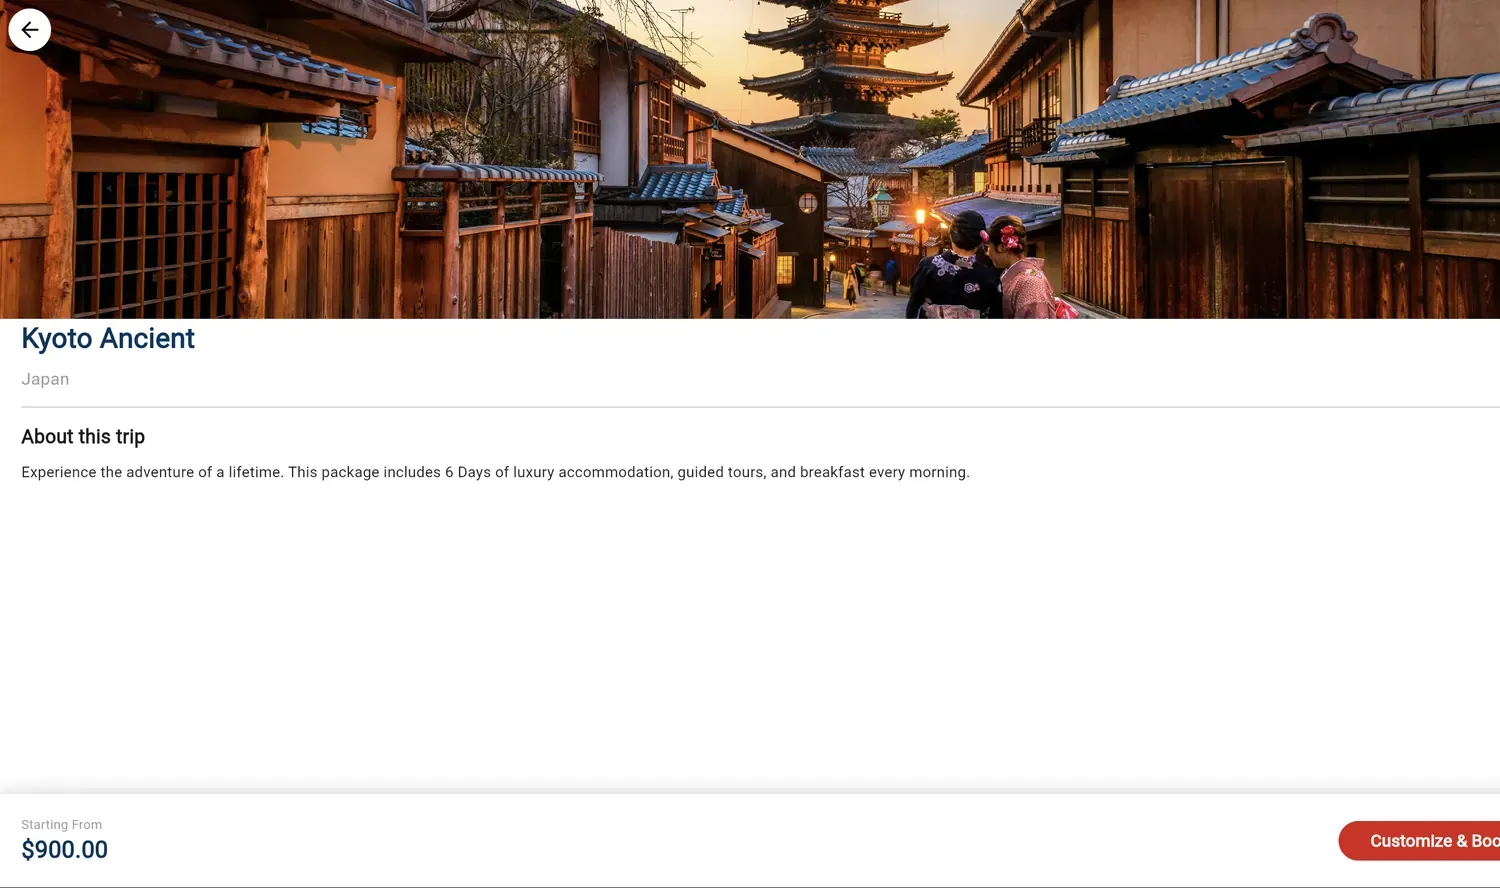 Kyoto Ancient
Japan
About this trip
Experience the adventure of a lifetime. This package includes 6 Days of luxury accommodation, guided tours, and breakfast every morning.
Starting From
$900.00
Customize & Boo